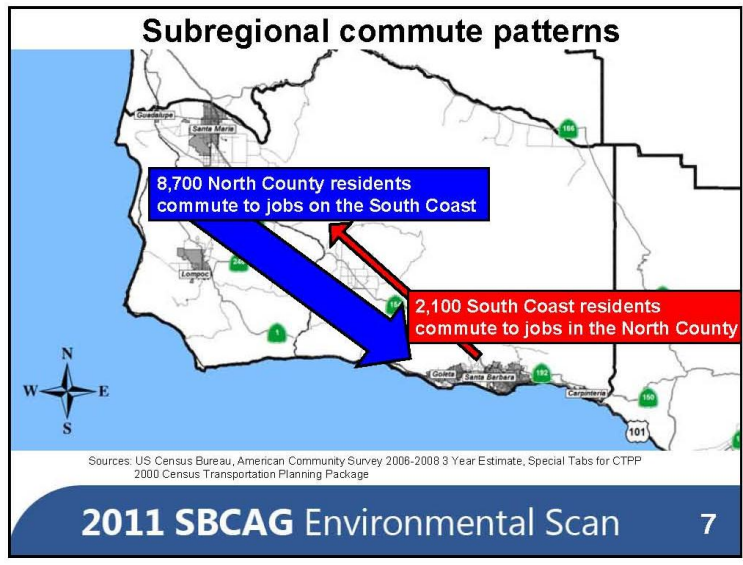 Subregional commute patterns
Guadalupe
Santa Maria
166
8,700 North County residents
commute to jobs on the South Coast
Lompoc
246
2,100 South Coast residents
commute to jobs in the North County
1
N
W E
S
Goleta
Santa Barbara
192
Carpinteria
150
101
Sources: US Census Bureau, American Community Survey 2006-2008 3 Year Estimate, Special Tabs for CTPP
2000 Census Transportation Planning Package
2011 SBCAG Environmental Scan 7